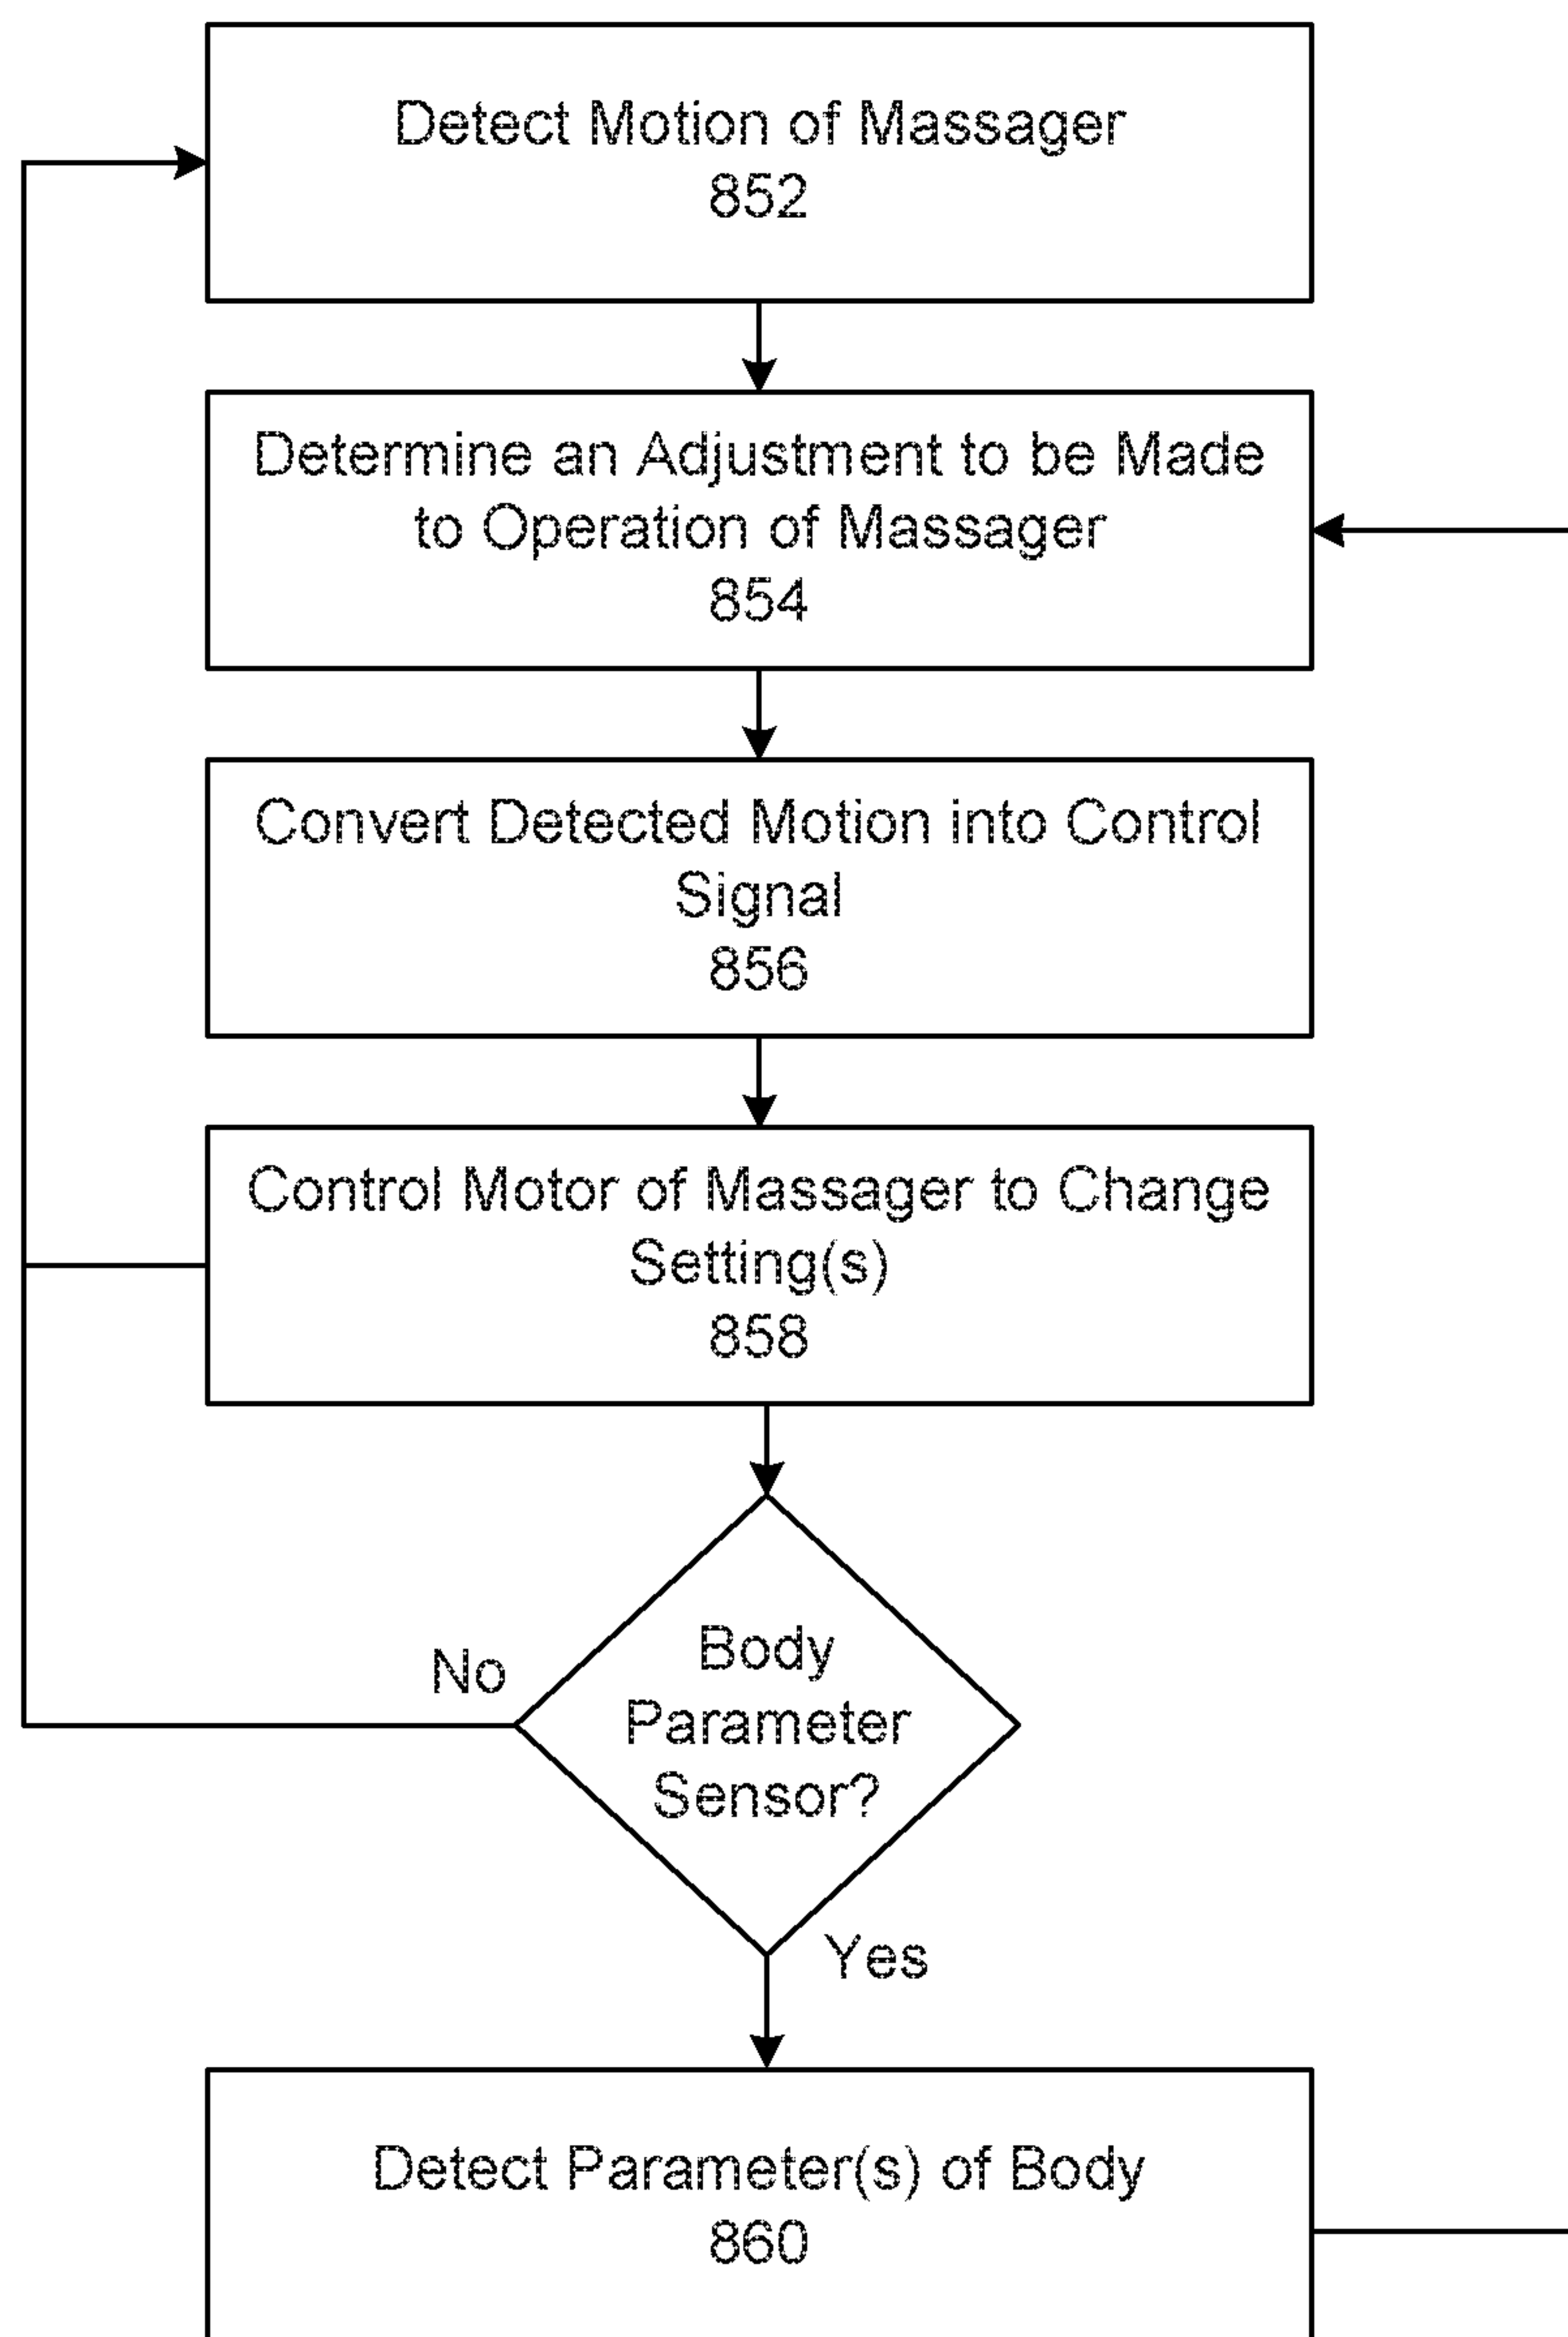 Detect Motion of Massager
852
Determine an Adjustment to be Made
to Operation of Massager
854
Convert Detected Motion into Control
Signal
856
Control Motor of Massager to Change
Setting(s)
858
No
Body
Parameter
Sensor?
Yes
Detect Parameter(s) of Body
860